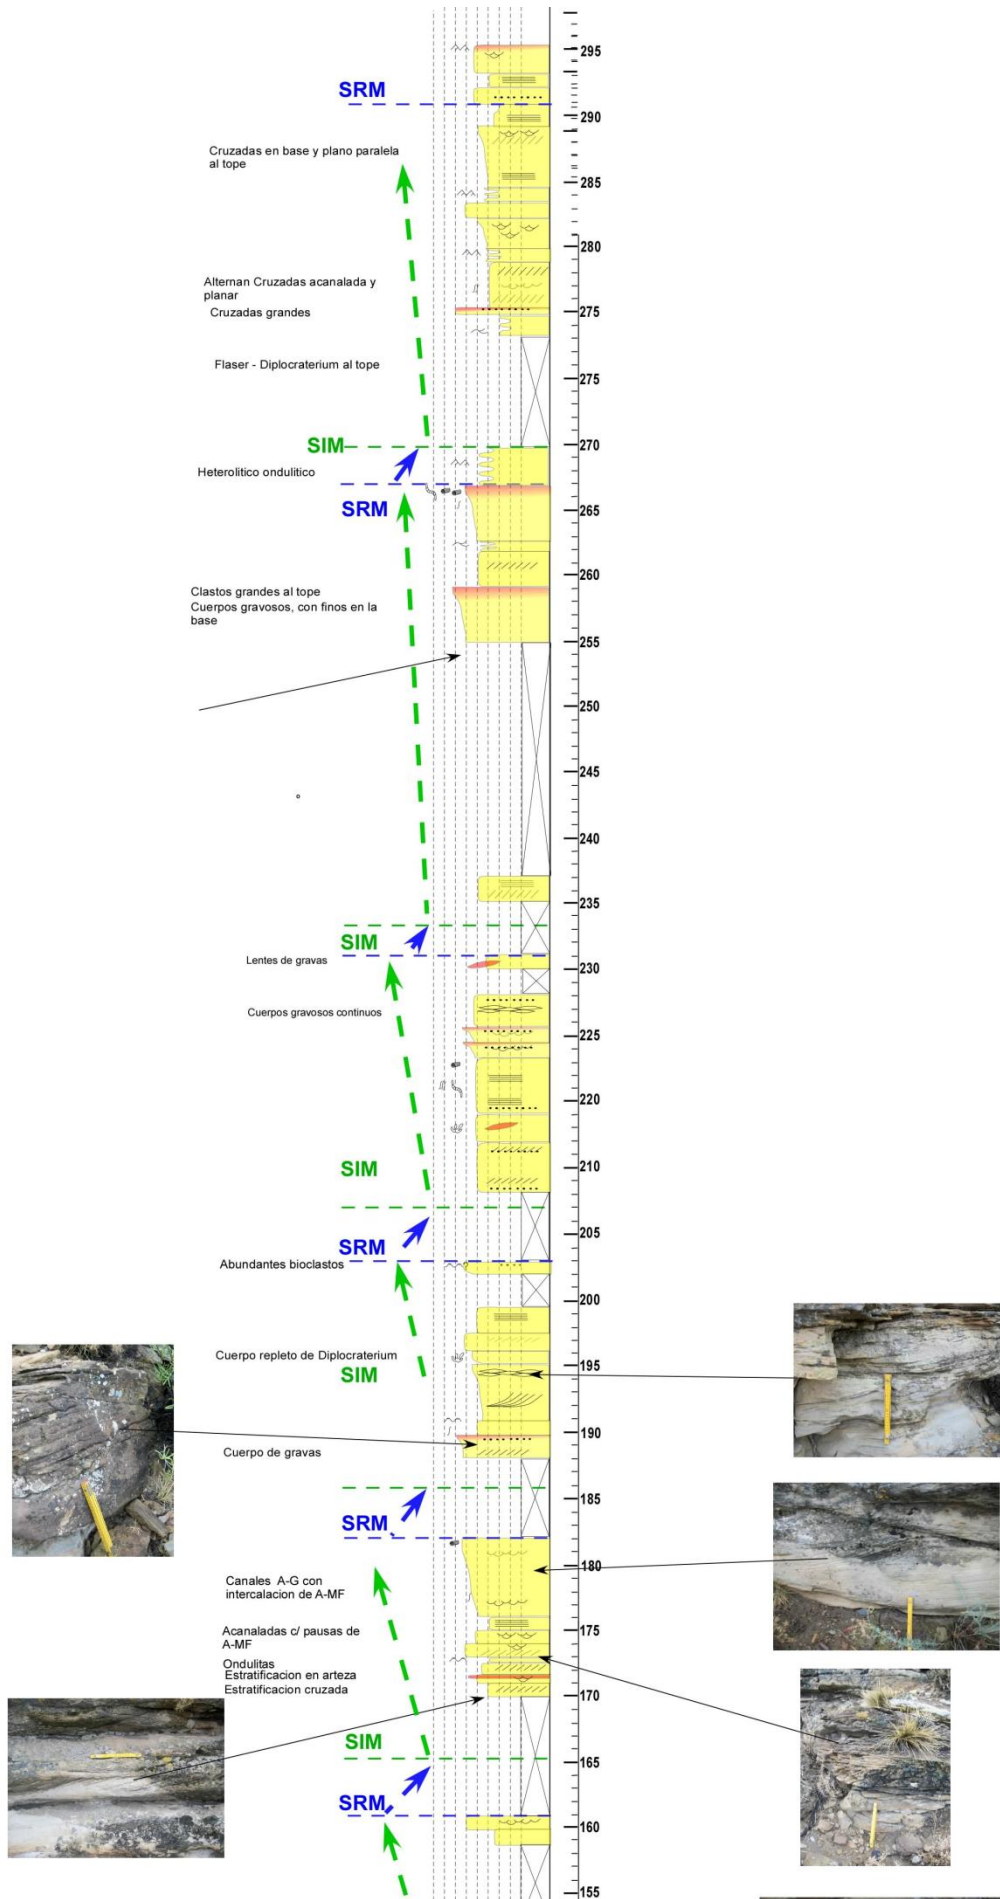 295
SRM
290
Cruzadas en base y plano paralela
al tope
285
280
Alternan Cruzadas acanalada y
planar
Cruzadas grandes
275
Flaser - Diplocraterium al tope
275
SIM
270
Heterolitico ondulitico
SRM
265
260
Clastos grandes al tope
Cuerpos gravosos, con finos en la
base
255
250
245
240
235
SIM
Lentes de gravas
230
Cuerpos gravosos continuos
225
220
SIM
210
SRM
205
Abundantes bioclastos
200
Cuerpo repleto de Diplocraterium
195
SIM
190
Cuerpo de gravas
185
SRM
180
Canales A-G con
intercalacion de A-MF
Acanaladas c/ pausas de
A-MF
175
Ondulitas
Estratificacion en arteza
Estratificacion cruzada
170
SIM
165
SRM
160
155